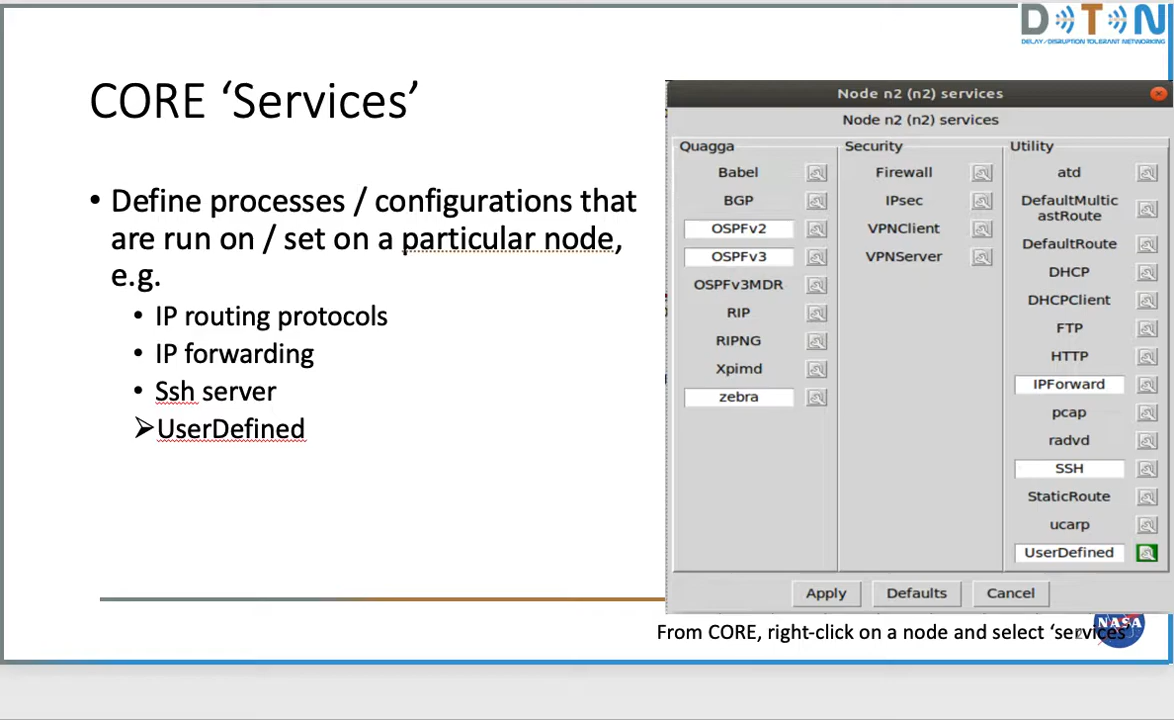 DTN
DELAY/DISRUPTION TOLERANT NETWORKING
CORE ‘Services’
• Define processes / configurations that
are run on / set on a particular node,
e.g.
• IP routing protocols
• IP forwarding
• Ssh server
➢UserDefined
Node n2 (n2) services
Node n2 (n2) services
Quagga
Babel
BGP
OSPFv2
OSPFv3
OSPFv3MDR
RIP
RIPNG
Xpimd
zebra
Security
Firewall
IPsec
VPNClient
VPNServer
Utility
atd
DefaultMultic
astRoute
DefaultRoute
DHCP
DHCPClient
FTP
HTTP
IPForward
pcap
radvd
SSH
StaticRoute
ucarp
UserDefined
Apply Defaults Cancel
From CORE, right-click on a node and select ‘services’
NASA